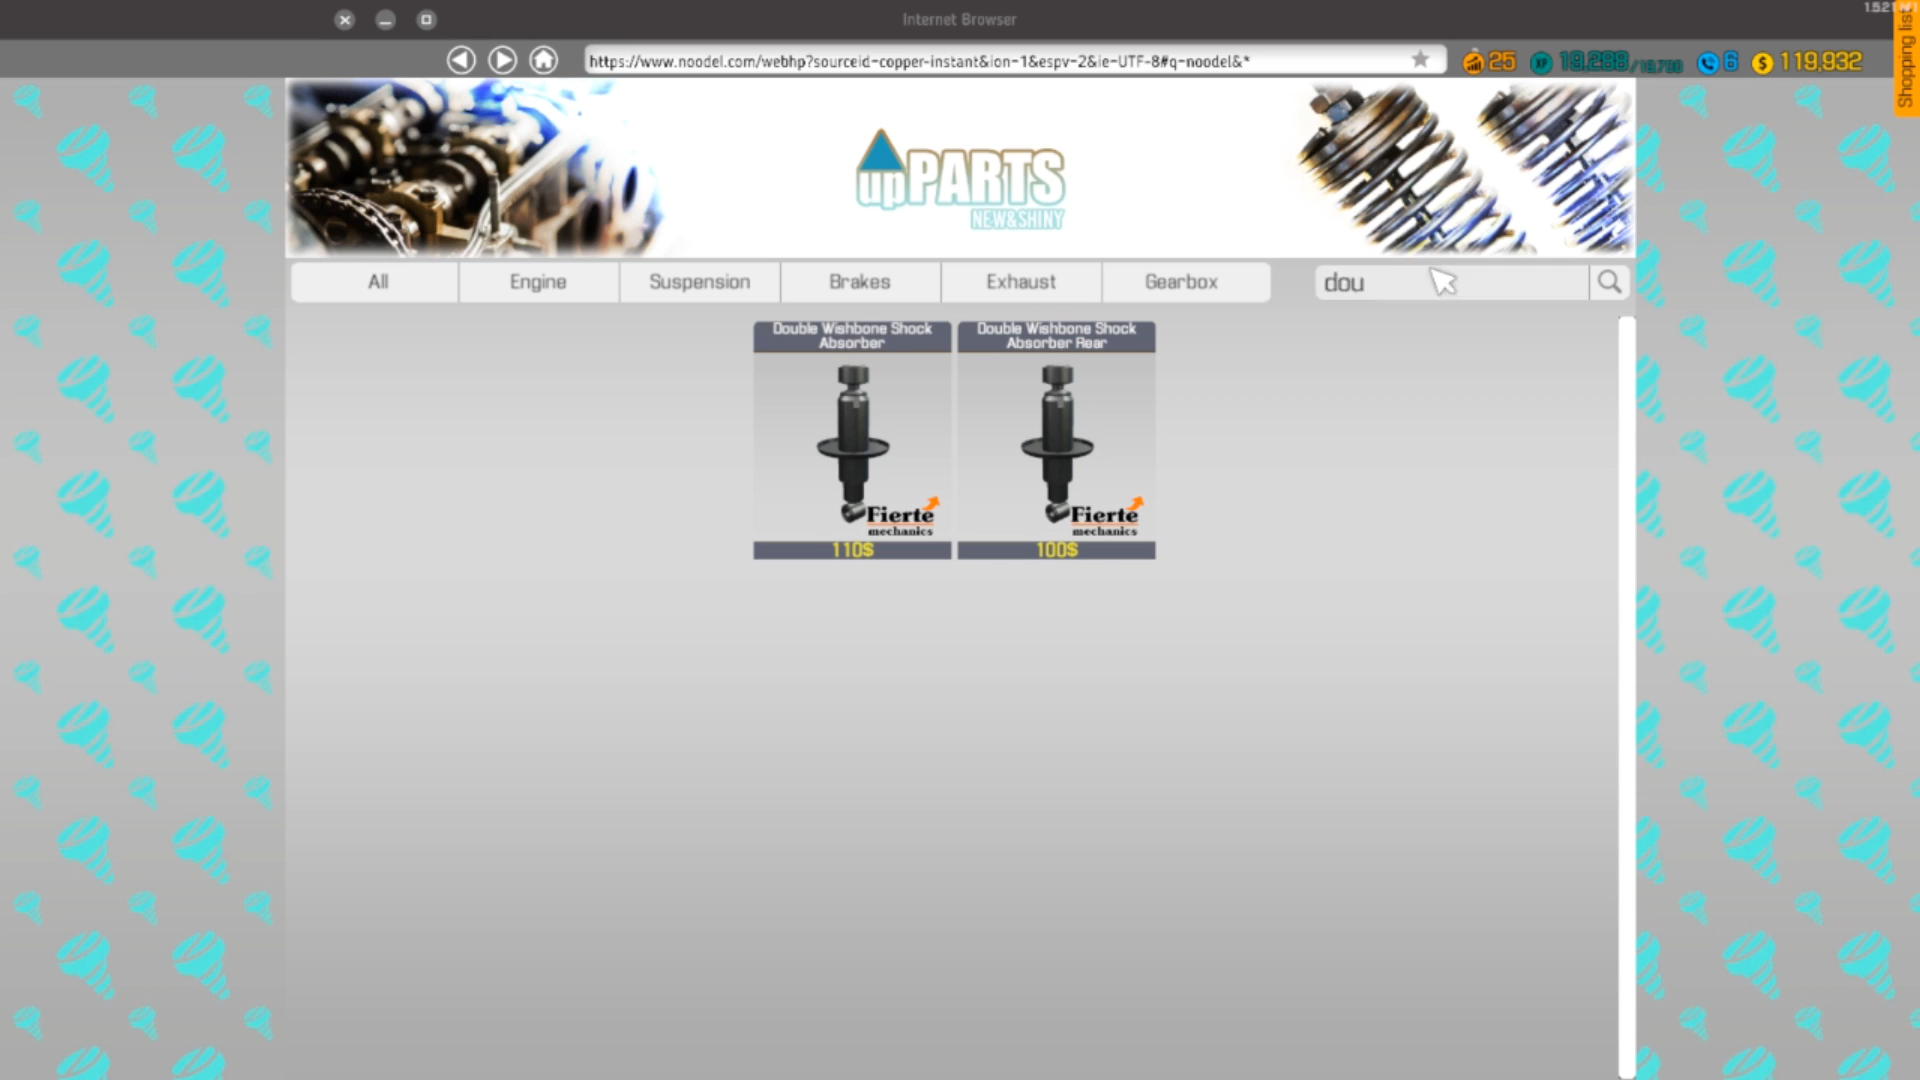 Internet Browser
https://www.noodel.com/webhp?sourceid-copper-instant&ion-1&espv-2&ie-UTF-8#q-noodel&*
25
XP
19,288
6
$
119,932
Shopping list
upPARTS
NEW&SHINY
All
Engine
Suspension
Brakes
Exhaust
Gearbox
dou
Double Wishbone Shock
Absorber
Fierte
mechanics
110$
Double Wishbone Shock
Absorber Rear
Fierte
mechanics
100$